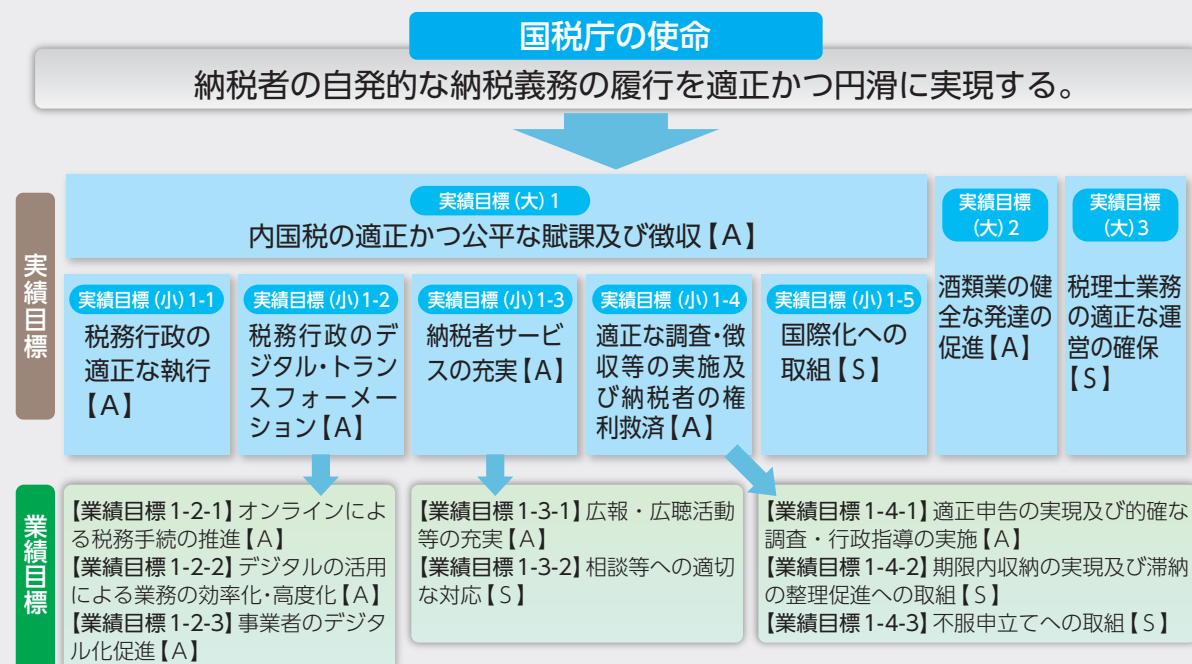 国税庁の使命
納税者の自発的な納税義務の履行を適正かつ円滑に実現する。
実績目標
実績目標(大)1
内国税の適正かつ公平な賦課及び徴収【A】
実績目標(小)1-1
税務行政の
適正な執行
【A】
実績目標(小)1-2
税務行政のデ
ジタル・トラン
スフォーメー
ション【A】
実績目標(小)1-3
納税者サービ
スの充実【A】
実績目標(小)1-4
適正な調査・徴
収等の実施及
び納税者の権
利救済【A】
実績目標(小)1-5
国際化への
取組【S】
実績目標
(大)2
酒類業の健
全な発達の
促進【A】
実績目標
(大)3
税理士業務
の適正な運
営の確保
【S】
業績目標
【業績目標1-2-1】オンラインによ
る税務手続の推進【A】
【業績目標1-2-2】デジタルの活用
による業務の効率化・高度化【A】
【業績目標1-2-3】事業者のデジタ
ル化促進【A】
【業績目標1-3-1】広報・広聴活動
等の充実【A】
【業績目標1-3-2】相談等への適切
な対応【S】
【業績目標1-4-1】適正申告の実現及び的確な
調査・行政指導の実施【A】
【業績目標1-4-2】期限内収納の実現及び滞納
の整理促進への取組【S】
【業績目標1-4-3】不服申立てへの取組【S】